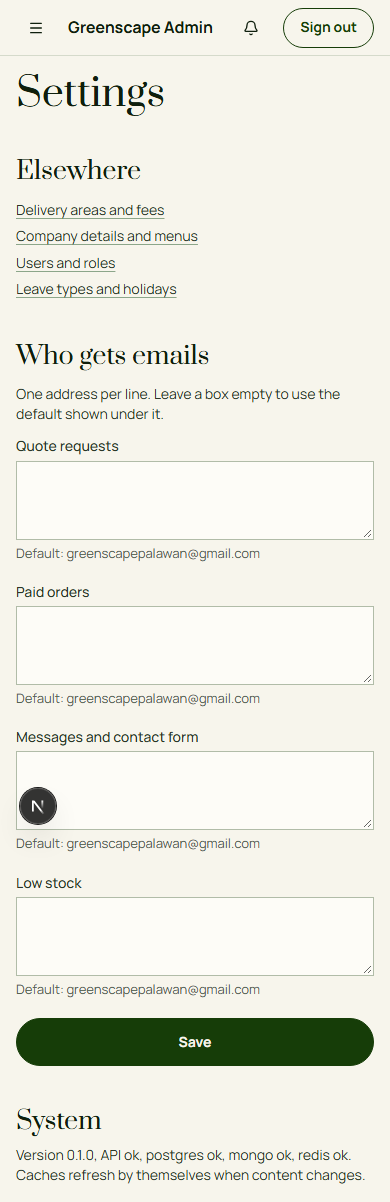 Greenscape Admin
Sign out
Settings
Elsewhere
Delivery areas and fees
Company details and menus
Users and roles
Leave types and holidays
Who gets emails
One address per line. Leave a box empty to use the
default shown under it.
Quote requests
Default: greenscapepalawan@gmail.com
Paid orders
Default: greenscapepalawan@gmail.com
Messages and contact form
N
Default: greenscapepalawan@gmail.com
Low stock
Default: greenscapepalawan@gmail.com
Save
System
Version 0.1.0, API ok, postgres ok, mongo ok, redis ok.
Caches refresh by themselves when content changes.